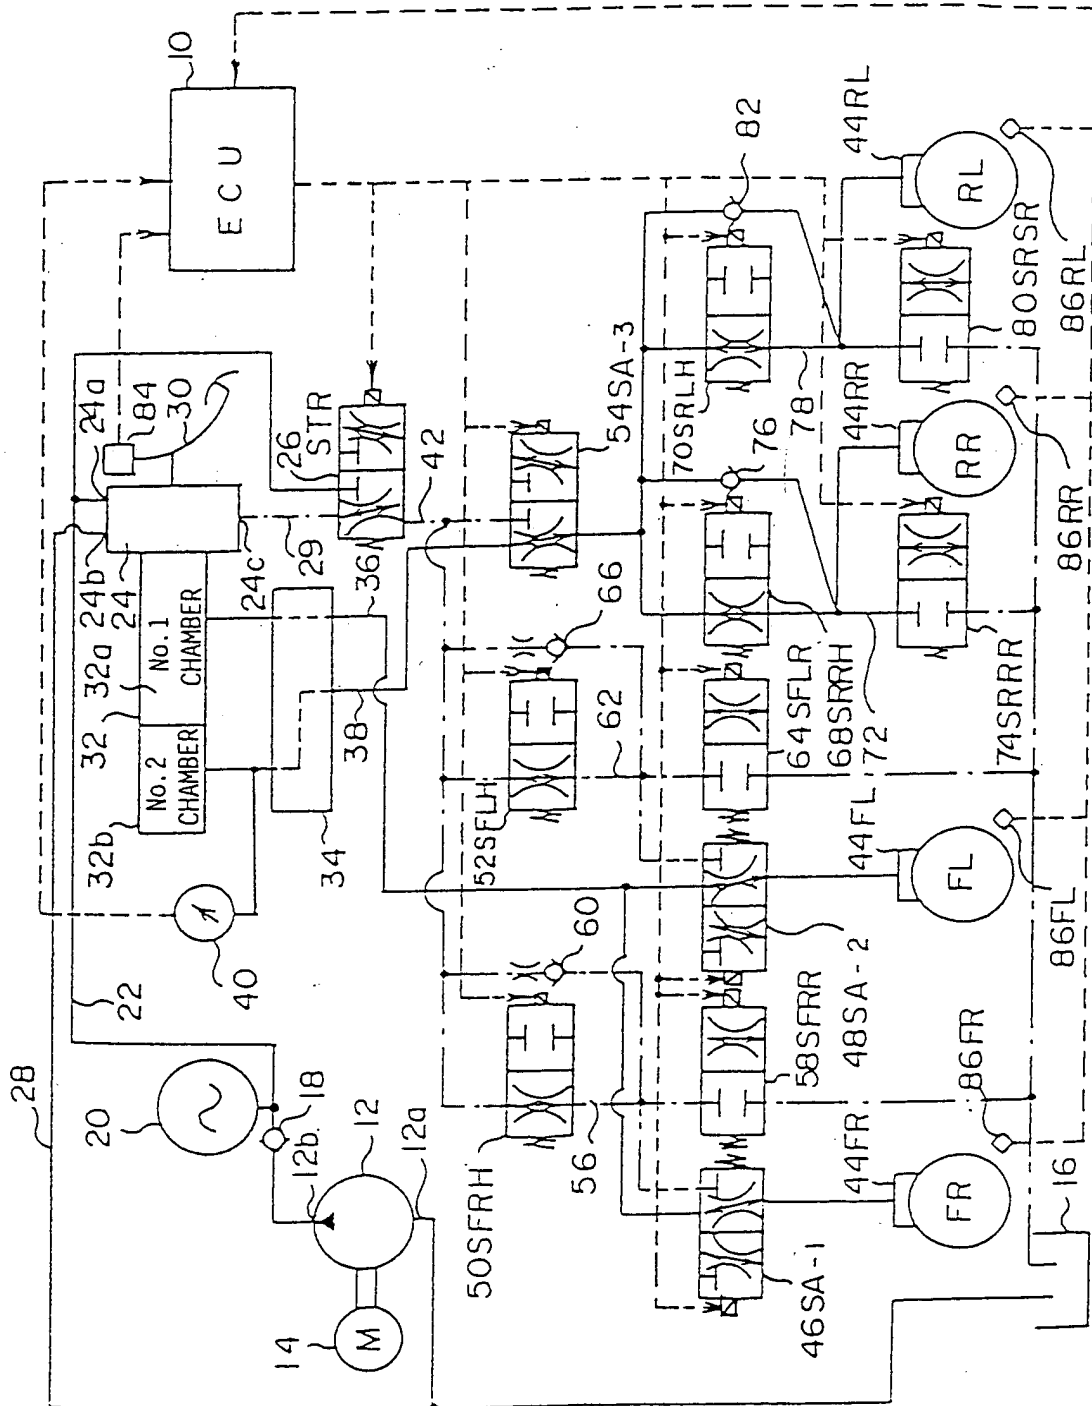 10
ECU
28
22
24b
24a
84
30
24
24c
32a
32
32b
No. 1
CHAMBER
No. 2
CHAMBER
29
26
STR
42
36
38
34
40
20
18
12b
12
12a
14
M
50SFRH
56
60
52SFLH
62
66
54SA-3
82
70SRLH
76
78
64SFLR
68SRRH
72
74SRRR
80SRSR
44RL
RL
86RL
44RR
RR
86RR
44FL
FL
86FL
58SFRR
48SA-2
46SA-1
44FR
FR
86FR
16